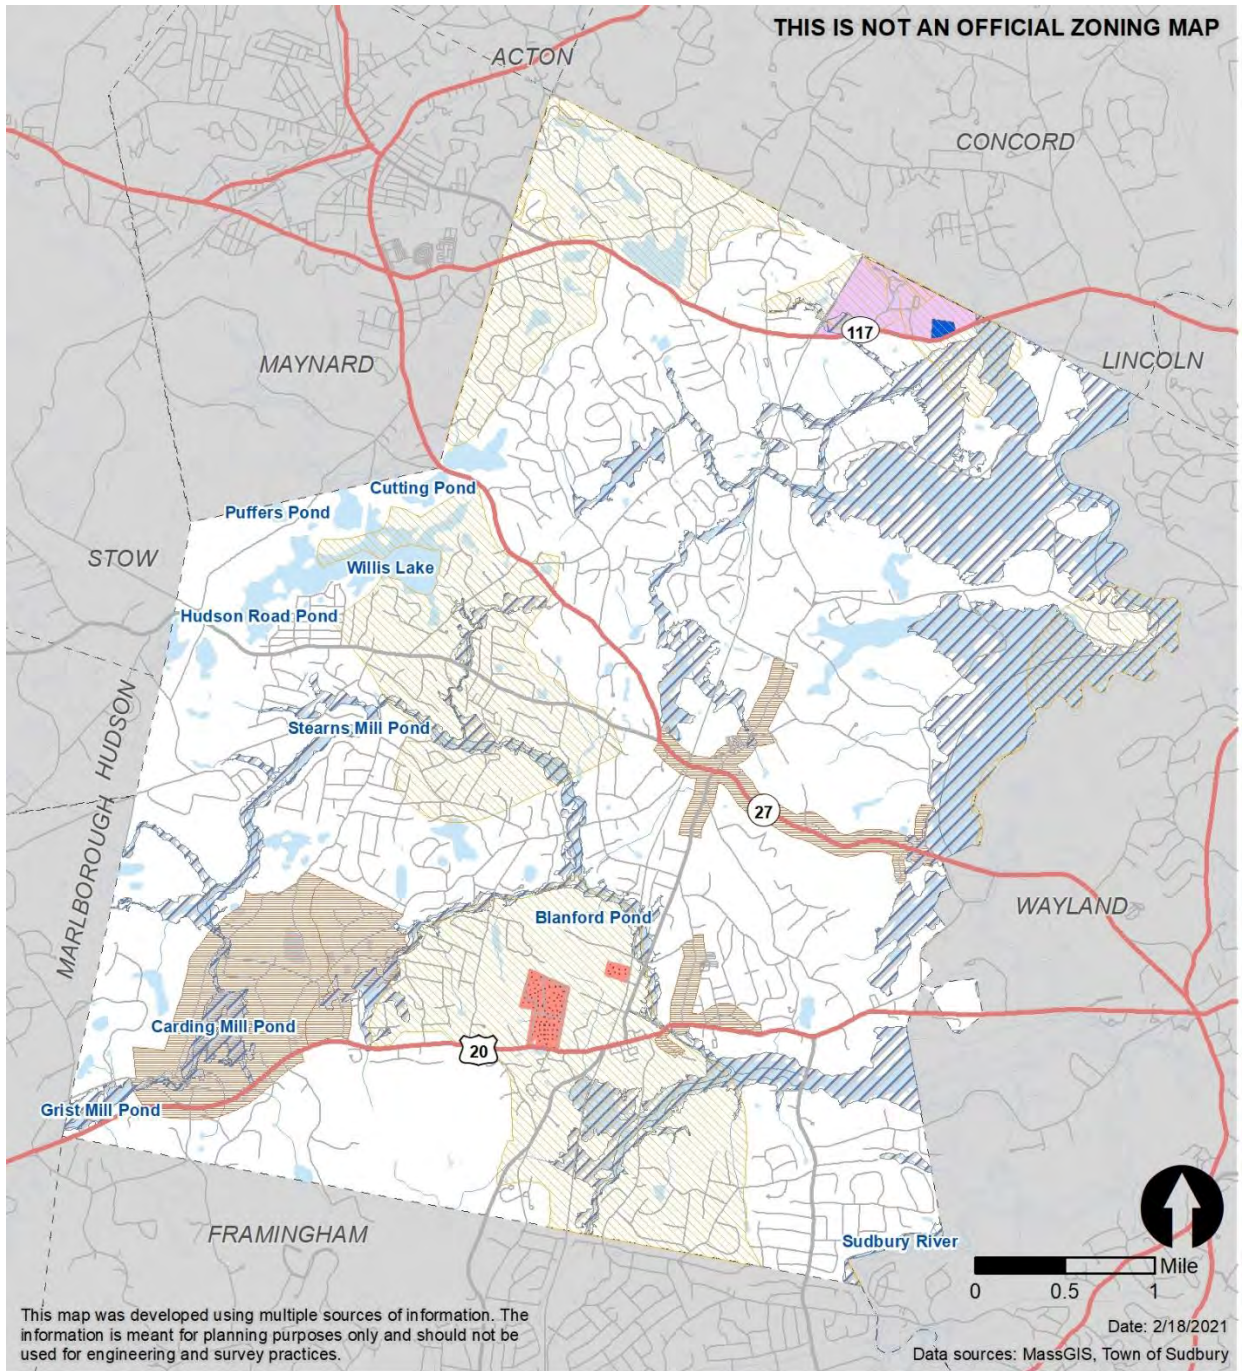 THIS IS NOT AN OFFICIAL ZONING MAP
ACTON
CONCORD
117
MAYNARD
LINCOLN
Cutting Pond
Puffers Pond
STOW
Willis Lake
Hudson Road Pond
HUDSON
Stearns Mill Pond
27
MARLBOROUGH
Blanford Pond
WAYLAND
Carding Mill Pond
20
Grist Mill Pond
FRAMINGHAM
Sudbury River
Mile
0 0.5 1
This map was developed using multiple sources of information. The
information is meant for planning purposes only and should not be
used for engineering and survey practices.
Date: 2/18/2021
Data sources: MassGIS, Town of Sudbury